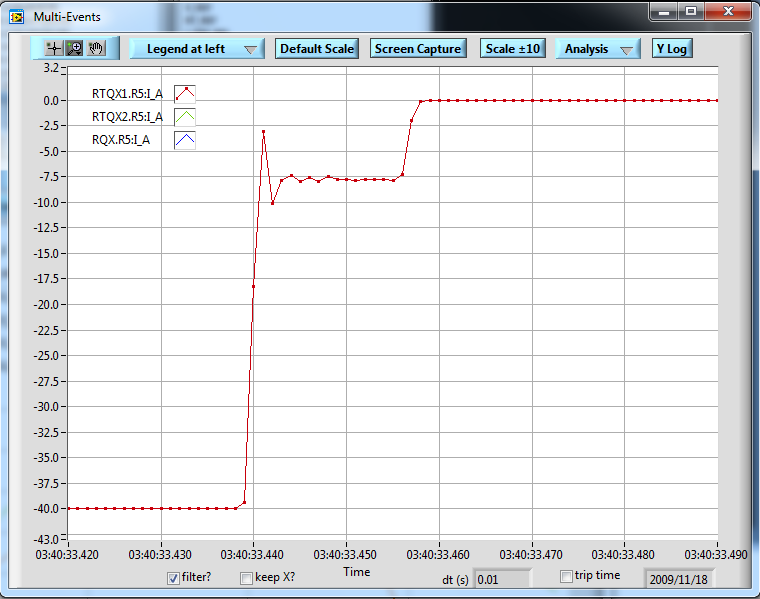 Multi-Events
Legend at left Default Scale Screen Capture Scale ±10 Analysis Y Log
3.2
RTQX1.R5:I_A
RTQX2.R5:I_A
RQX.R5:I_A
0.0
-2.5
-5.0
-7.5
-10.0
-12.5
-15.0
-17.5
-20.0
-22.5
-25.0
-27.5
-30.0
-32.5
-35.0
-37.5
-40.0
-43.0
03:40:33.420 03:40:33.430 03:40:33.440 03:40:33.450 03:40:33.460 03:40:33.470 03:40:33.480 03:40:33.490
Time
filter? keep X? dt (s) 0.01 trip time 2009/11/18